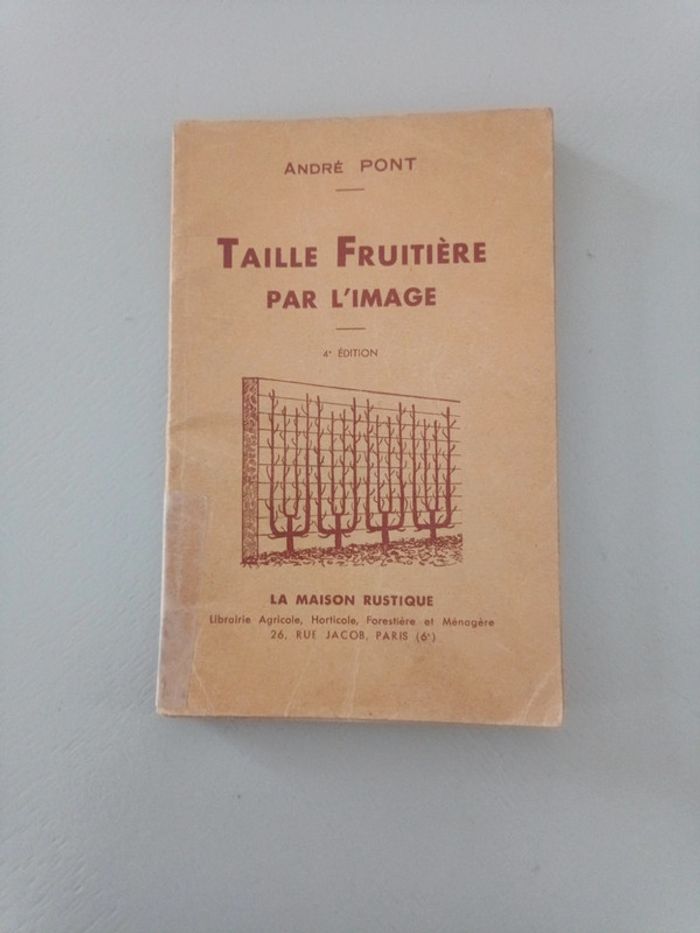 ANDRÉ PONT
TAILLE FRUITIÈRE
PAR L'IMAGE
4e ÉDITION
LA MAISON RUSTIQUE
Librairie Agricole, Horticole, Forestière et Ménagère
26, RUE JACOB, PARIS (6e)